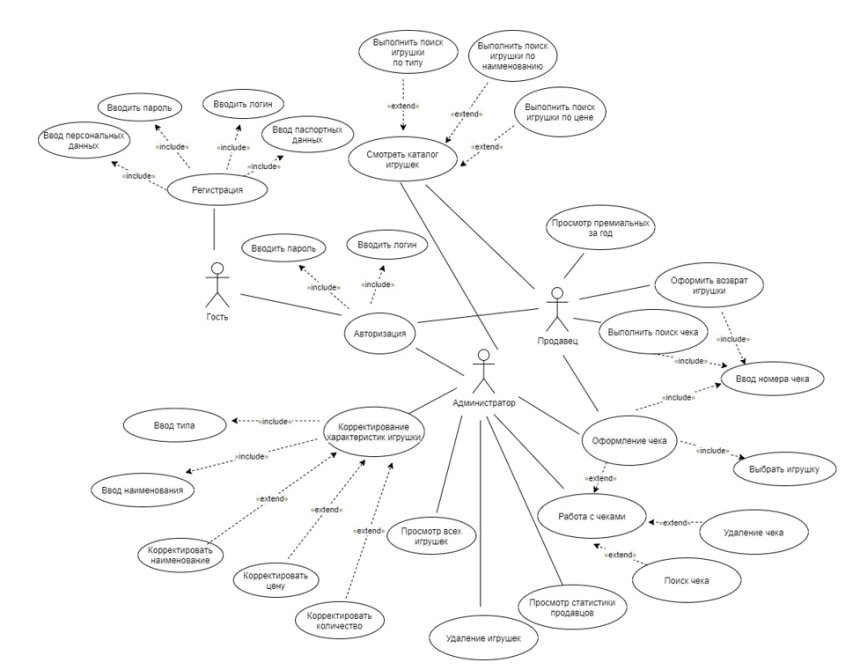 Выполнить поиск
игрушки
по типу
Выполнить поиск
игрушки по
наименованию
Выполнить поиск
игрушки по цене
«extend»
«extend»
«extend»
Смотреть каталог
игрушек
Вводить пароль
Вводить логин
Ввод персональных
данных
Ввод паспортных
данных
«include»
«include»
«include»
«include»
Регистрация
Просмотр премиальных
за год
Вводить пароль
Вводить логин
«include»
«include»
Гость
Авторизация
Продавец
Оформить возврат
игрушки
Выполнить поиск чека
«include»
«include»
Ввод номера чека
«include»
Администратор
Оформление чека
«include»
Выбрать игрушку
Ввод типа
«include»
Корректирование
характеристик игрушки
«include»
Ввод наименования
«extend»
«extend»
«extend»
Корректировать
наименование
Корректировать
цену
Корректировать
количество
Просмотр всех
игрушек
«extend»
Работа с чеками
«extend»
Удаление чека
«extend»
Поиск чека
Просмотр статистики
продавцов
Удаление игрушек